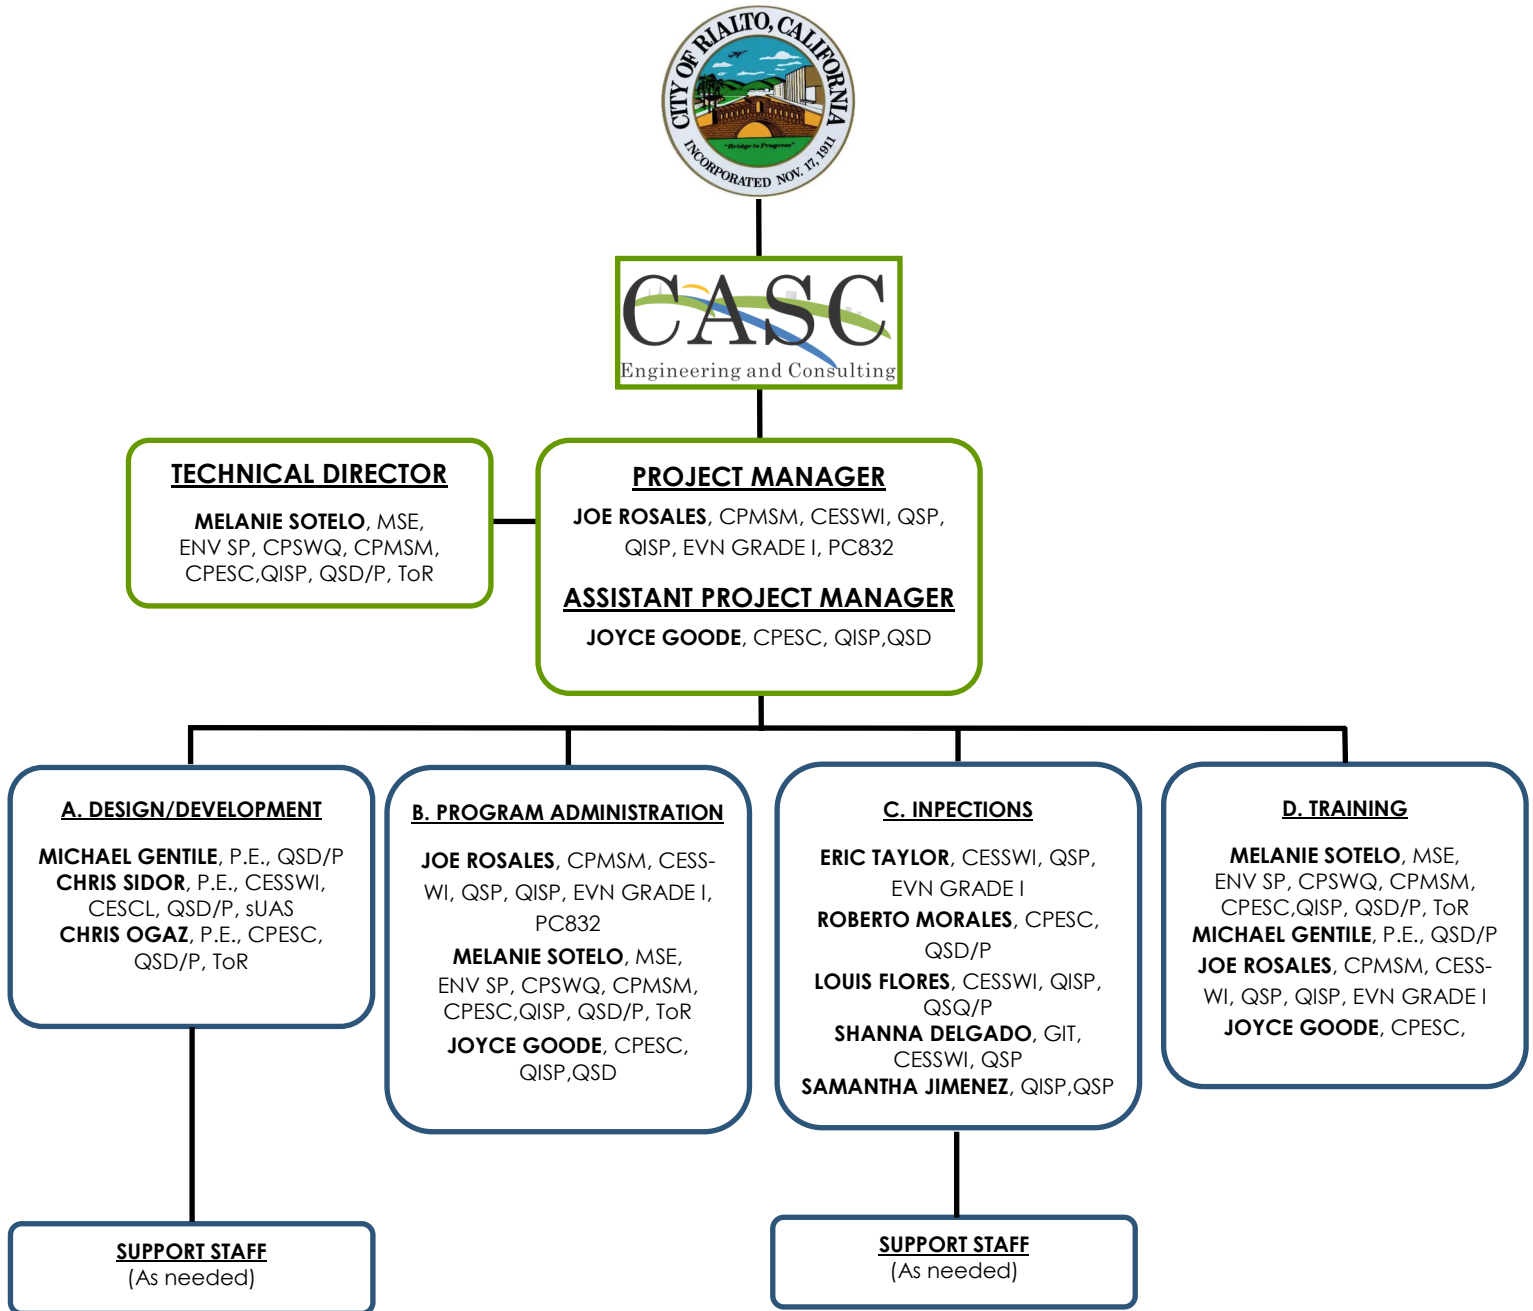 CITY OF RIALTO, CALIFORNIA
"Bridge to Progress"
INCORPORATED NOV. 17, 1911
CASC
Engineering and Consulting
TECHNICAL DIRECTOR
MELANIE SOTELO, MSE,
ENV SP, CPSWQ, CPMSM,
CPESC,QISP, QSD/P, ToR
PROJECT MANAGER
JOE ROSALES, CPMSM, CESSWI, QSP,
QISP, EVN GRADE I, PC832
ASSISTANT PROJECT MANAGER
JOYCE GOODE, CPESC, QISP,QSD
A. DESIGN/DEVELOPMENT
MICHAEL GENTILE, P.E., QSD/P
CHRIS SIDOR, P.E., CESSWI,
CESCL, QSD/P, sUAS
CHRIS OGAZ, P.E., CPESC,
QSD/P, ToR
B. PROGRAM ADMINISTRATION
JOE ROSALES, CPMSM, CESS-
WI, QSP, QISP, EVN GRADE I,
PC832
MELANIE SOTELO, MSE,
ENV SP, CPSWQ, CPMSM,
CPESC,QISP, QSD/P, ToR
JOYCE GOODE, CPESC,
QISP,QSD
C. INPECTIONS
ERIC TAYLOR, CESSWI, QSP,
EVN GRADE I
ROBERTO MORALES, CPESC,
QSD/P
LOUIS FLORES, CESSWI, QISP,
QSQ/P
SHANNA DELGADO, GIT,
CESSWI, QSP
SAMANTHA JIMENEZ, QISP,QSP
D. TRAINING
MELANIE SOTELO, MSE,
ENV SP, CPSWQ, CPMSM,
CPESC,QISP, QSD/P, ToR
MICHAEL GENTILE, P.E., QSD/P
JOE ROSALES, CPMSM, CESS-
WI, QSP, QISP, EVN GRADE I
JOYCE GOODE, CPESC,
SUPPORT STAFF
(As needed)
SUPPORT STAFF
(As needed)